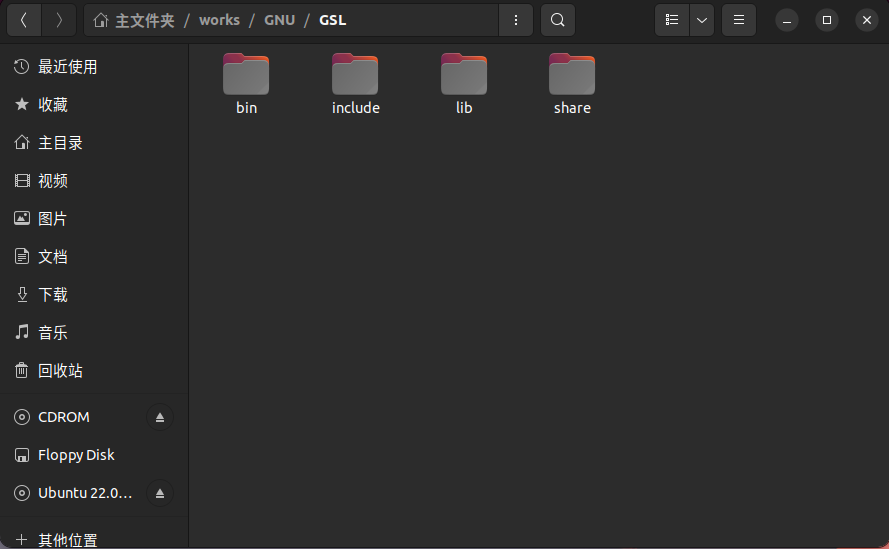 主文件夹 / works / GNU / GSL
最近使用
收藏
主目录
视频
图片
文档
下载
音乐
回收站
CDROM
Floppy Disk
Ubuntu 22.0...
其他位置
bin
include
lib
share